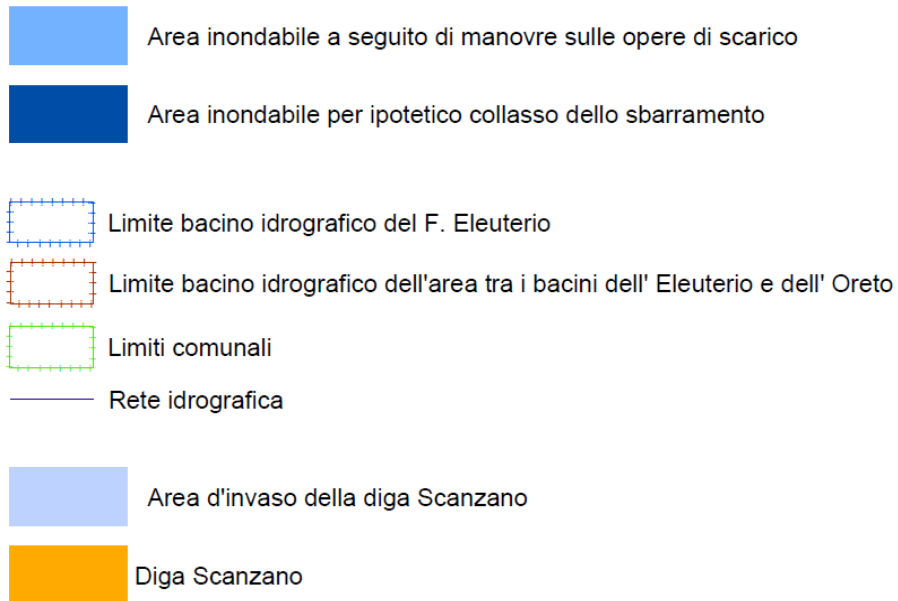 Area inondabile a seguito di manovre sulle opere di scarico
Area inondabile per ipotetico collasso dello sbarramento
Limite bacino idrografico del F. Eleuterio
Limite bacino idrografico dell'area tra i bacini dell' Eleuterio e dell' Oreto
Limiti comunali
Rete idrografica
Area d'invaso della diga Scanzano
Diga Scanzano